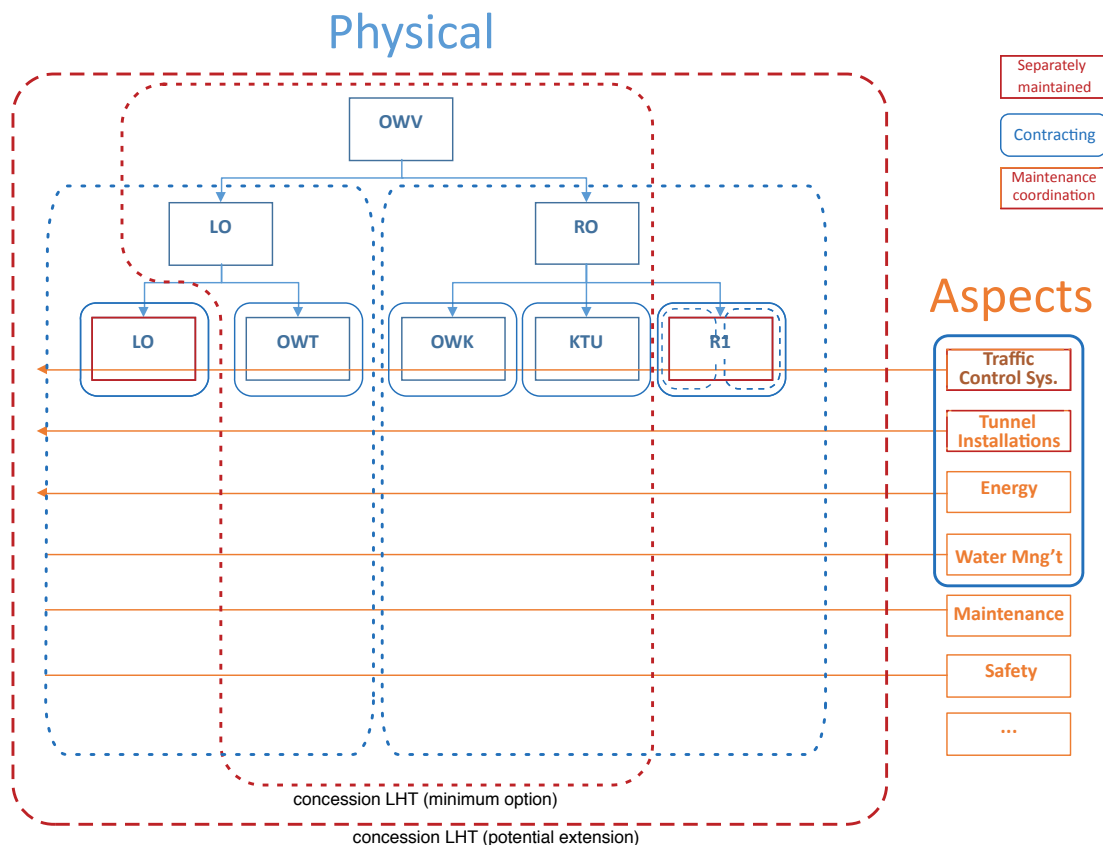 Physical
Separately
maintained
Contracting
Maintenance
coordination
OWV
LO
RO
LO
OWT
OWK
KTU
R1
Aspects
Traffic
Control Sys.
Tunnel
Installations
Energy
Water Mng't
Maintenance
Safety
...
concession LHT (minimum option)
concession LHT (potential extension)